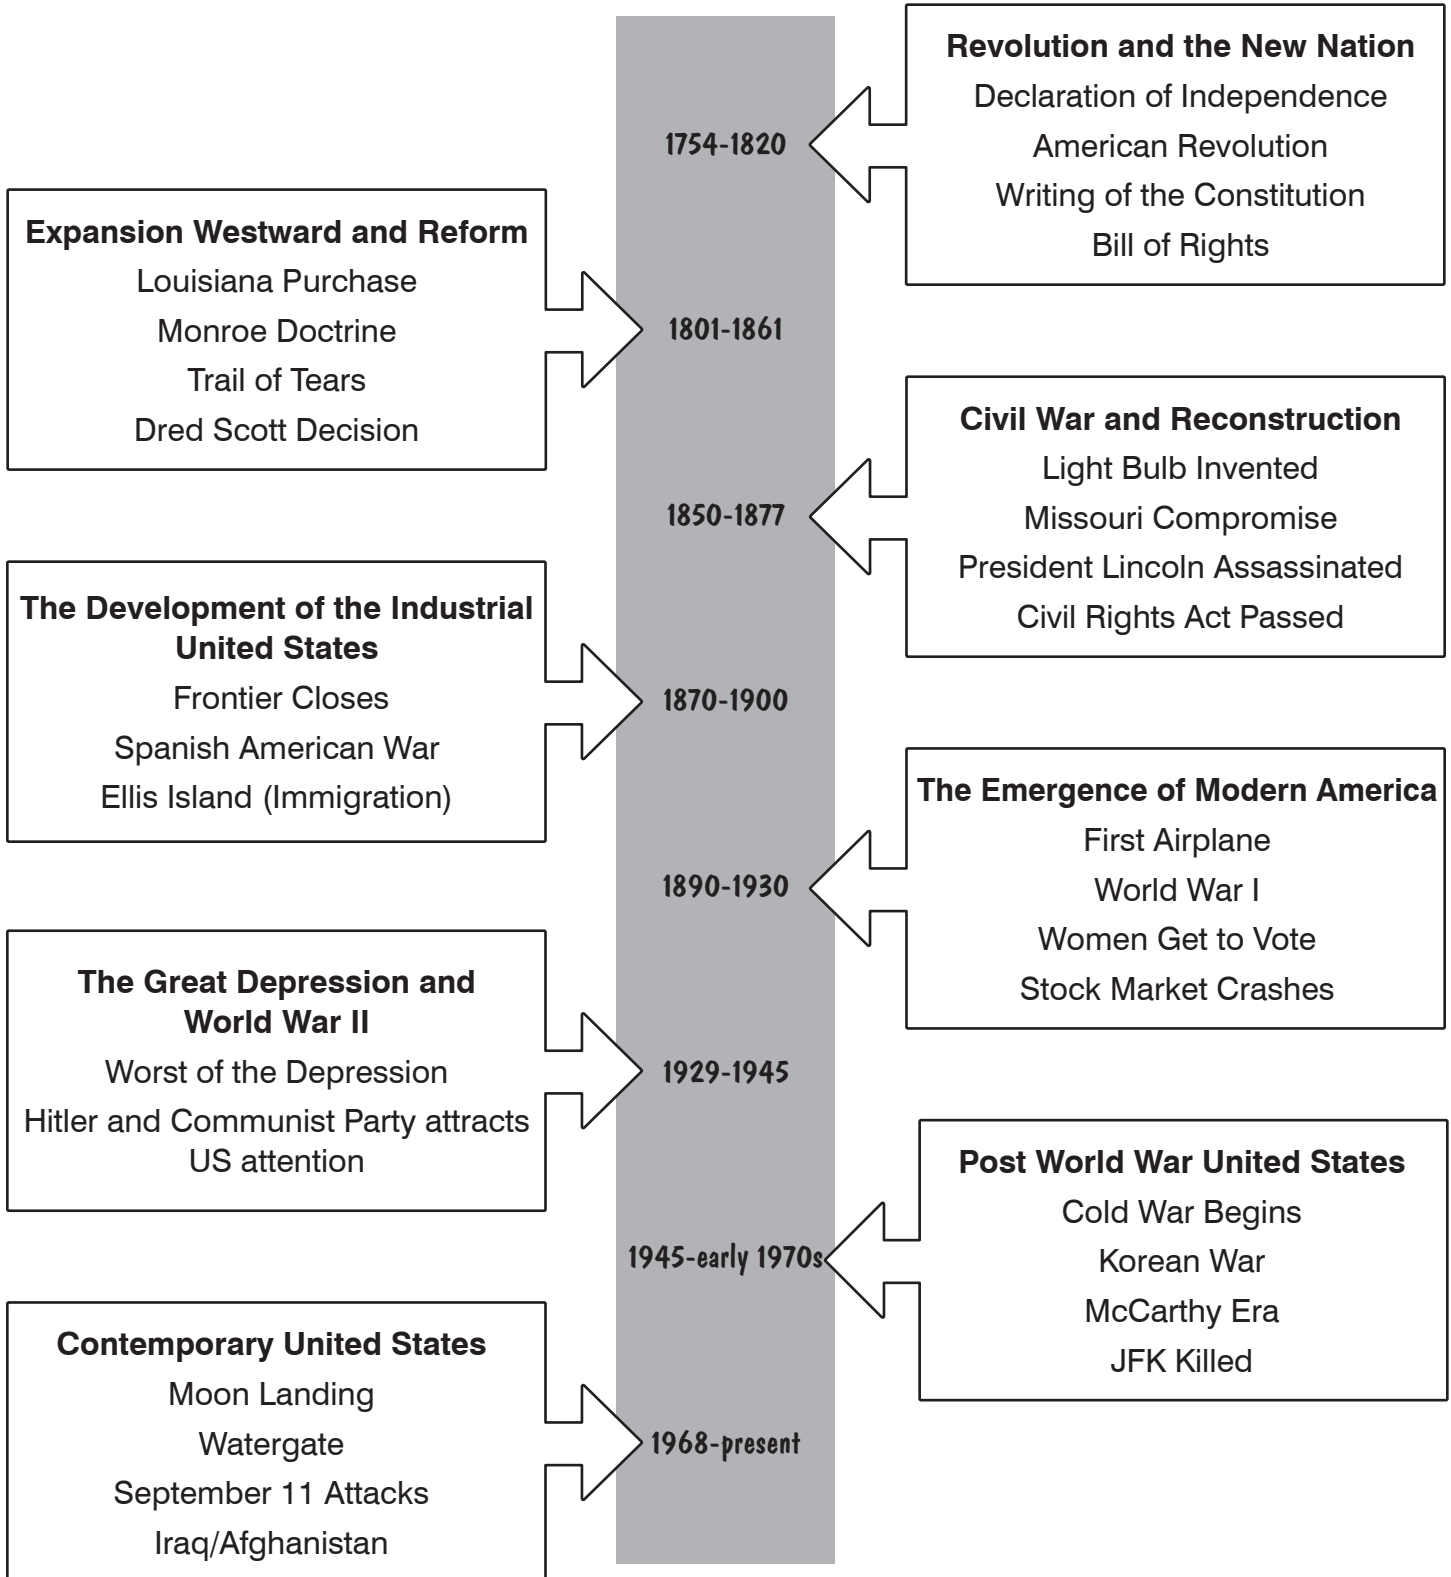 Revolution and the New Nation
Declaration of Independence
American Revolution
Writing of the Constitution
Bill of Rights
1754-1820
Expansion Westward and Reform
Louisiana Purchase
Monroe Doctrine
Trail of Tears
Dred Scott Decision
1801-1861
Civil War and Reconstruction
Light Bulb Invented
Missouri Compromise
President Lincoln Assassinated
Civil Rights Act Passed
1850-1877
The Development of the Industrial
United States
Frontier Closes
Spanish American War
Ellis Island (Immigration)
1870-1900
The Emergence of Modern America
First Airplane
World War I
Women Get to Vote
Stock Market Crashes
1890-1930
The Great Depression and
World War II
Worst of the Depression
Hitler and Communist Party attracts
US attention
1929-1945
Post World War United States
Cold War Begins
Korean War
McCarthy Era
JFK Killed
1945-early 1970s
Contemporary United States
Moon Landing
Watergate
September 11 Attacks
Iraq/Afghanistan
1968-present